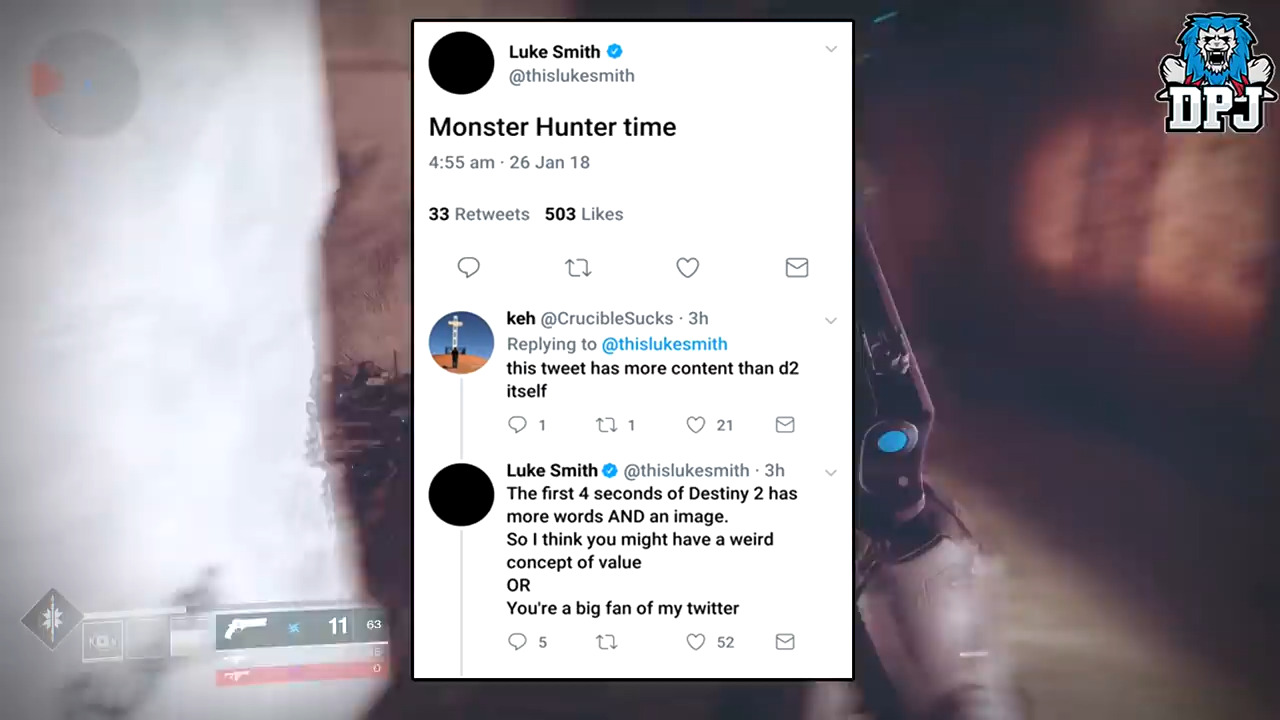 Luke Smith
@thislukesmith
Monster Hunter time
4:55 am · 26 Jan 18
33 Retweets 503 Likes
keh @CrucibleSucks · 3h
Replying to @thislukesmith
this tweet has more content than d2
itself
1 1 21
Luke Smith @thislukesmith · 3h
The first 4 seconds of Destiny 2 has
more words AND an image.
So I think you might have a weird
concept of value
OR
You're a big fan of my twitter
5 52
DPJ
11 63
0